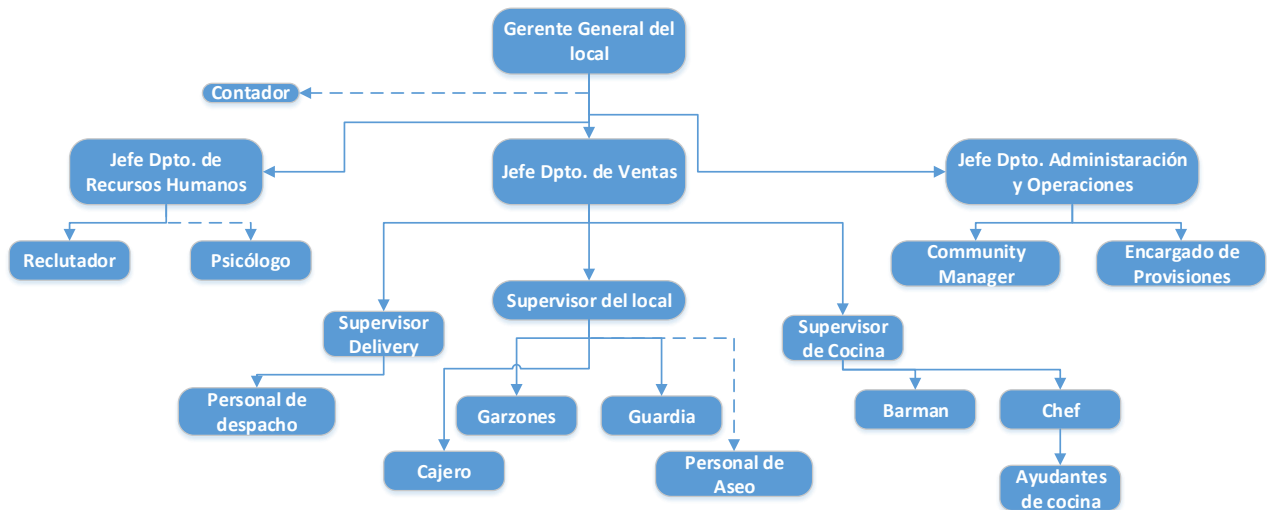 Gerente General del
local
Contador
Jefe Dpto. de
Recursos Humanos
Jefe Dpto. de Ventas
Jefe Dpto. Administaración
y Operaciones
Reclutador
Psicólogo
Community
Manager
Encargado de
Provisiones
Supervisor del local
Supervisor
Delivery
Supervisor
de Cocina
Personal de
despacho
Garzones
Guardia
Barman
Chef
Cajero
Personal de
Aseo
Ayudantes
de cocina